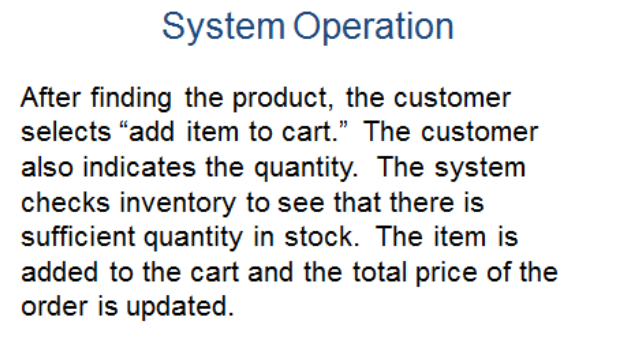 System Operation
After finding the product, the customer
selects “add item to cart.” The customer
also indicates the quantity. The system
checks inventory to see that there is
sufficient quantity in stock. The item is
added to the cart and the total price of the
order is updated.